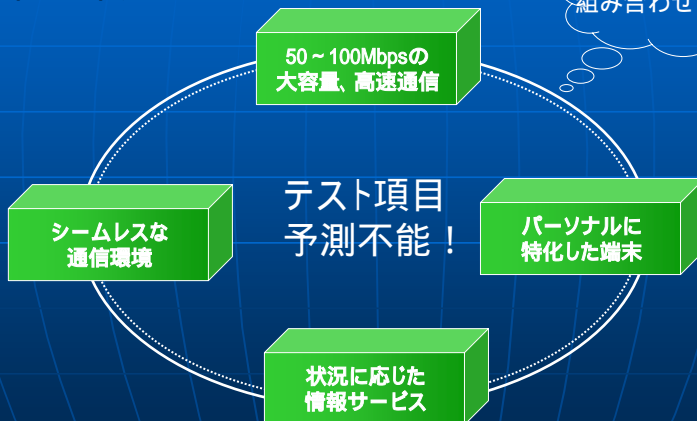 組み合わせ
50～100Mbpsの
大容量、高速通信
テスト項目
予測不能！
シームレスな
通信環境
パーソナルに
特化した端末
状況に応じた
情報サービス